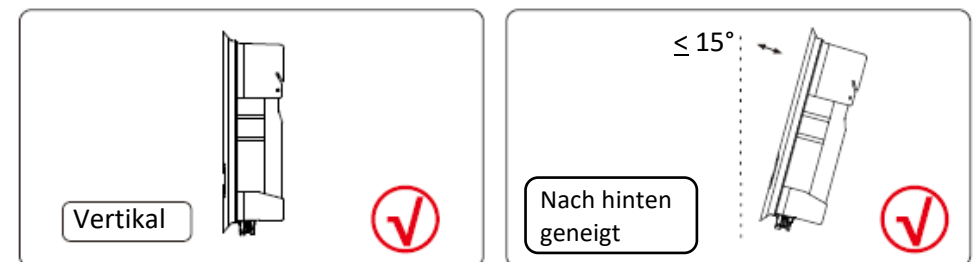 ≤ 15°
Vertikal
Nach hinten
geneigt